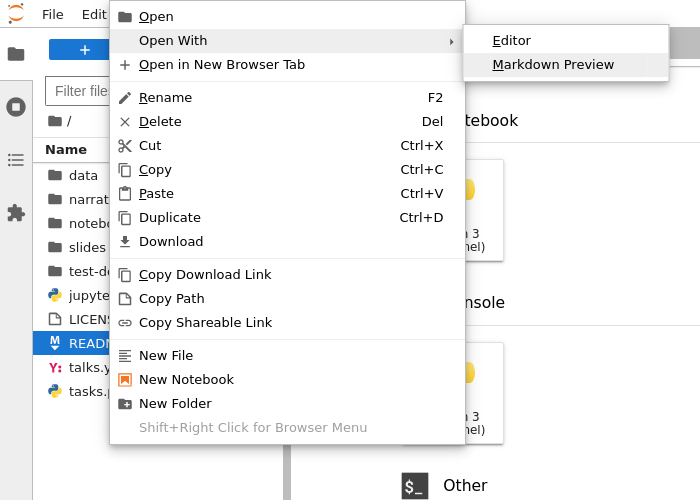 File Edit
Filter file
/
Name
data
narrat
notebo
slides
test-d
jupyte
LICEN
READM
talks.y
tasks.p
Open
Open With
Open in New Browser Tab
Rename F2
Delete Del
Cut Ctrl+X
Copy Ctrl+C
Paste Ctrl+V
Duplicate Ctrl+D
Download
Copy Download Link
Copy Path
Copy Shareable Link
New File
New Notebook
New Folder
Shift+Right Click for Browser Menu
Editor
Markdown Preview
tebook
3
nel)
nsole
3
nel)
$_ Other